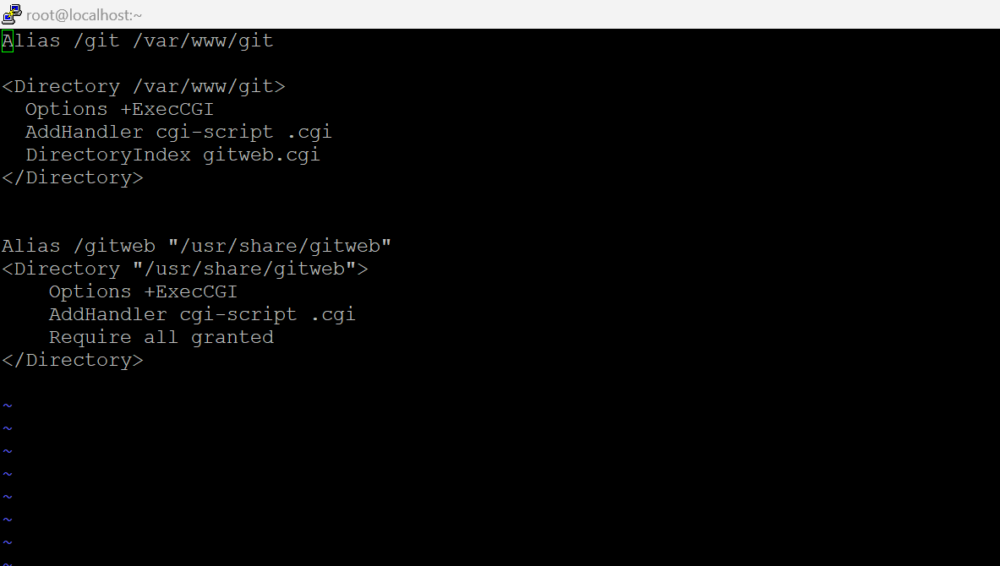 root@localhost:~
Alias /git /var/www/git
<Directory /var/www/git>
  Options +ExecCGI
  AddHandler cgi-script .cgi
  DirectoryIndex gitweb.cgi
</Directory>
Alias /gitweb "/usr/share/gitweb"
<Directory "/usr/share/gitweb">
    Options +ExecCGI
    AddHandler cgi-script .cgi
    Require all granted
</Directory>
~
~
~
~
~
~
~
~